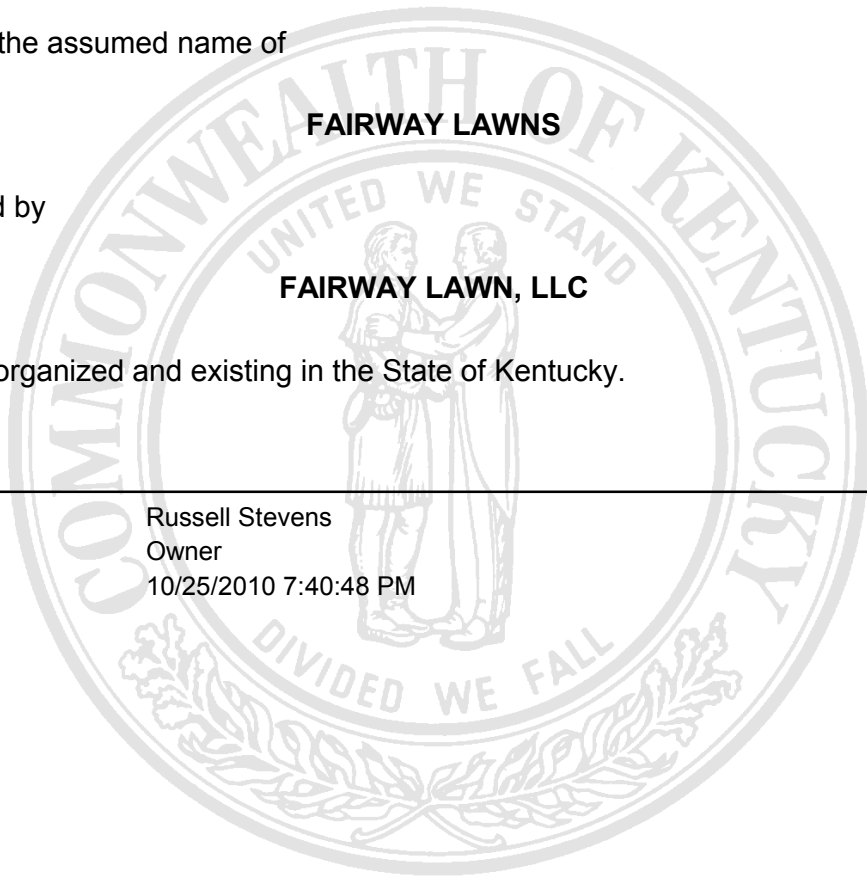 the assumed name of
FAIRWAY LAWNS
d by
FAIRWAY LAWN, LLC
organized and existing in the State of Kentucky.
Russell Stevens
Owner
10/25/2010 7:40:48 PM
COMMONWEALTH OF KENTUCKY
UNITED WE STAND
DIVIDED WE FALL